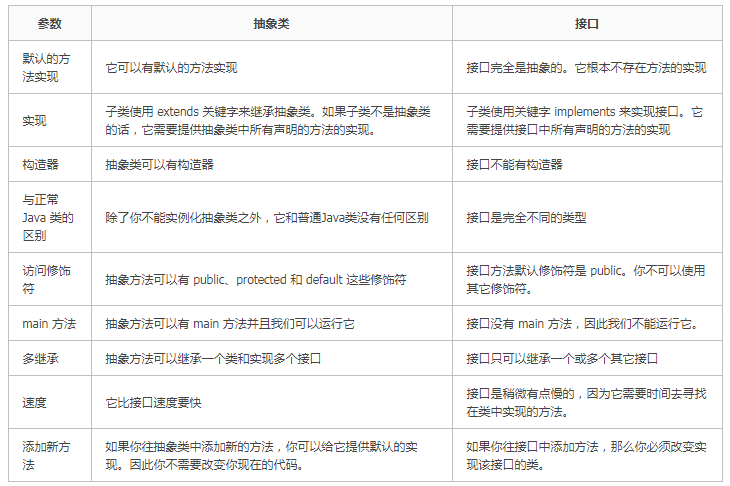 参数 抽象类 接口
默认的方
法实现
它可以有默认的方法实现
接口完全是抽象的。它根本不存在方法的实现
实现
子类使用 extends 关键字来继承抽象类。如果子类不是抽象类
的话，它需要提供抽象类中所有声明的方法的实现。
子类使用关键字 implements 来实现接口。它
需要提供接口中所有声明的方法的实现
构造器
抽象类可以有构造器
接口不能有构造器
与正常
Java 类的
区别
除了你不能实例化抽象类之外，它和普通Java类没有任何区别
接口是完全不同的类型
访问修饰
符
抽象方法可以有 public、protected 和 default 这些修饰符
接口方法默认修饰符是 public。你不可以使用
其它修饰符。
main 方法
抽象方法可以有 main 方法并且我们可以运行它
接口没有 main 方法，因此我们不能运行它。
多继承
抽象方法可以继承一个类和实现多个接口
接口只可以继承一个或多个其它接口
速度
它比接口速度要快
接口是稍微有点慢的，因为它需要时间去寻找
在类中实现的方法。
添加新方
法
如果你往抽象类中添加新的方法，你可以给它提供默认的实
现。因此你不需要改变你现在的代码。
如果你往接口中添加方法，那么你必须改变实
现该接口的类。